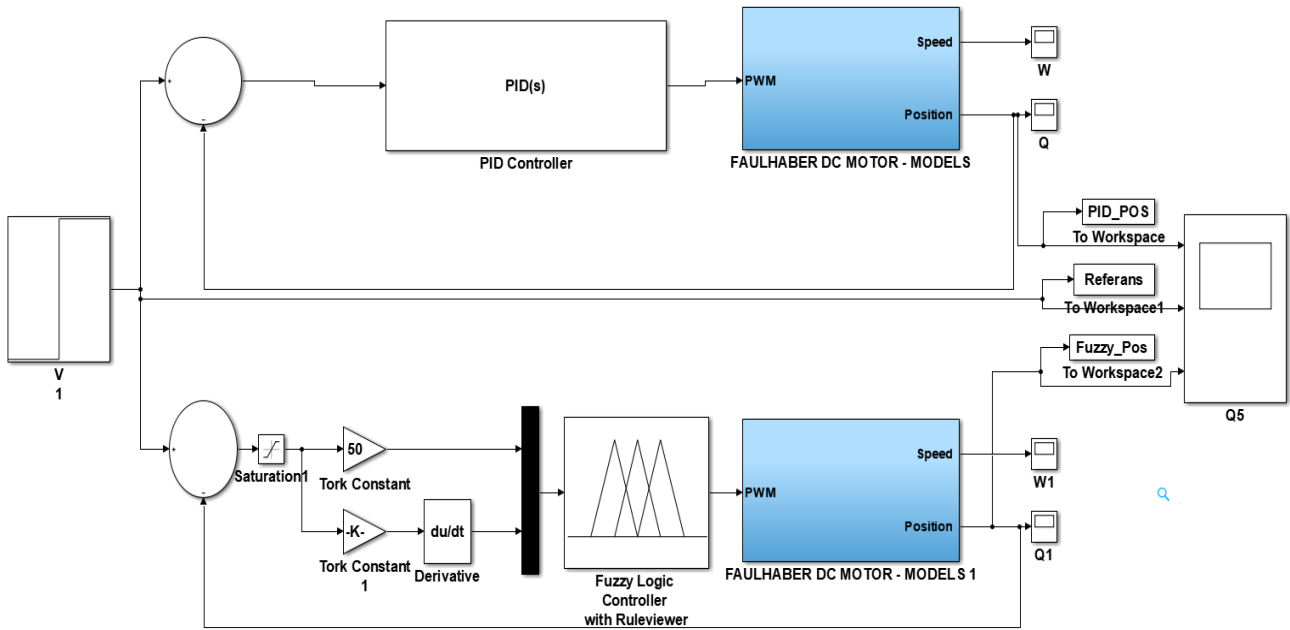 +
-
PID(s)
PID Controller
PWM
Speed
Position
FAULHABER DC MOTOR - MODELS
W
Q
PID_POS
To Workspace
Referans
To Workspace1
Fuzzy_Pos
To Workspace2
Q5
V
1
+
-
Saturation1
50
Tork Constant
-K-
Tork Constant
1
du/dt
Derivative
Fuzzy Logic
Controller
with Ruleviewer
PWM
Speed
Position
FAULHABER DC MOTOR - MODELS 1
W1
Q1